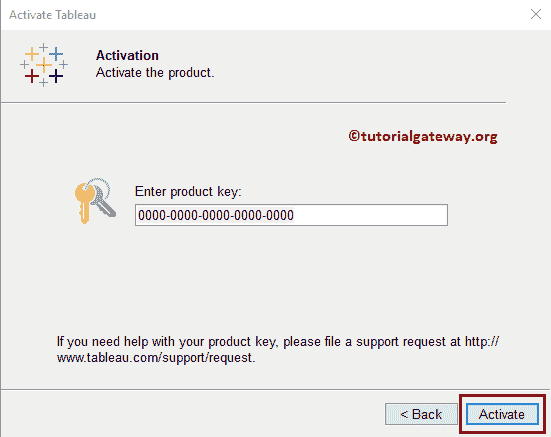 Activate Tableau
Activation
Activate the product.
©tutorialgateway.org
Enter product key:
0000-0000-0000-0000-0000
If you need help with your product key, please file a support request at http://
www.tableau.com/support/request.
< Back Activate